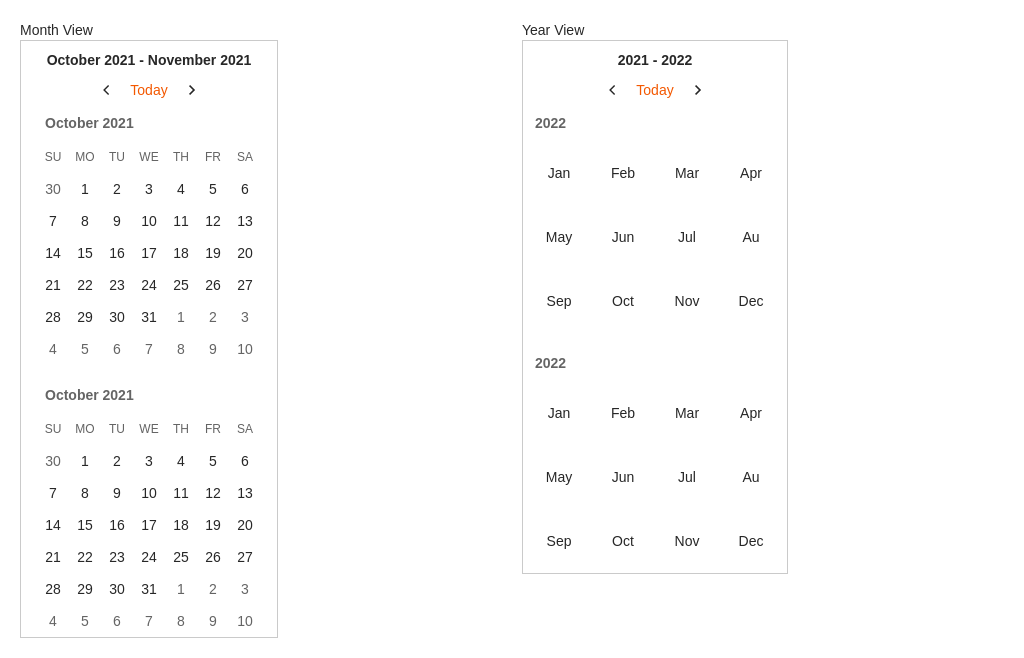 Month View
October 2021 - November 2021
Today
October 2021
SU MO TU WE TH FR SA
30 1 2 3 4 5 6
7 8 9 10 11 12 13
14 15 16 17 18 19 20
21 22 23 24 25 26 27
28 29 30 31 1 2 3
4 5 6 7 8 9 10
October 2021
SU MO TU WE TH FR SA
30 1 2 3 4 5 6
7 8 9 10 11 12 13
14 15 16 17 18 19 20
21 22 23 24 25 26 27
28 29 30 31 1 2 3
4 5 6 7 8 9 10
Year View
2021 - 2022
Today
2022
Jan Feb Mar Apr
May Jun Jul Au
Sep Oct Nov Dec
2022
Jan Feb Mar Apr
May Jun Jul Au
Sep Oct Nov Dec